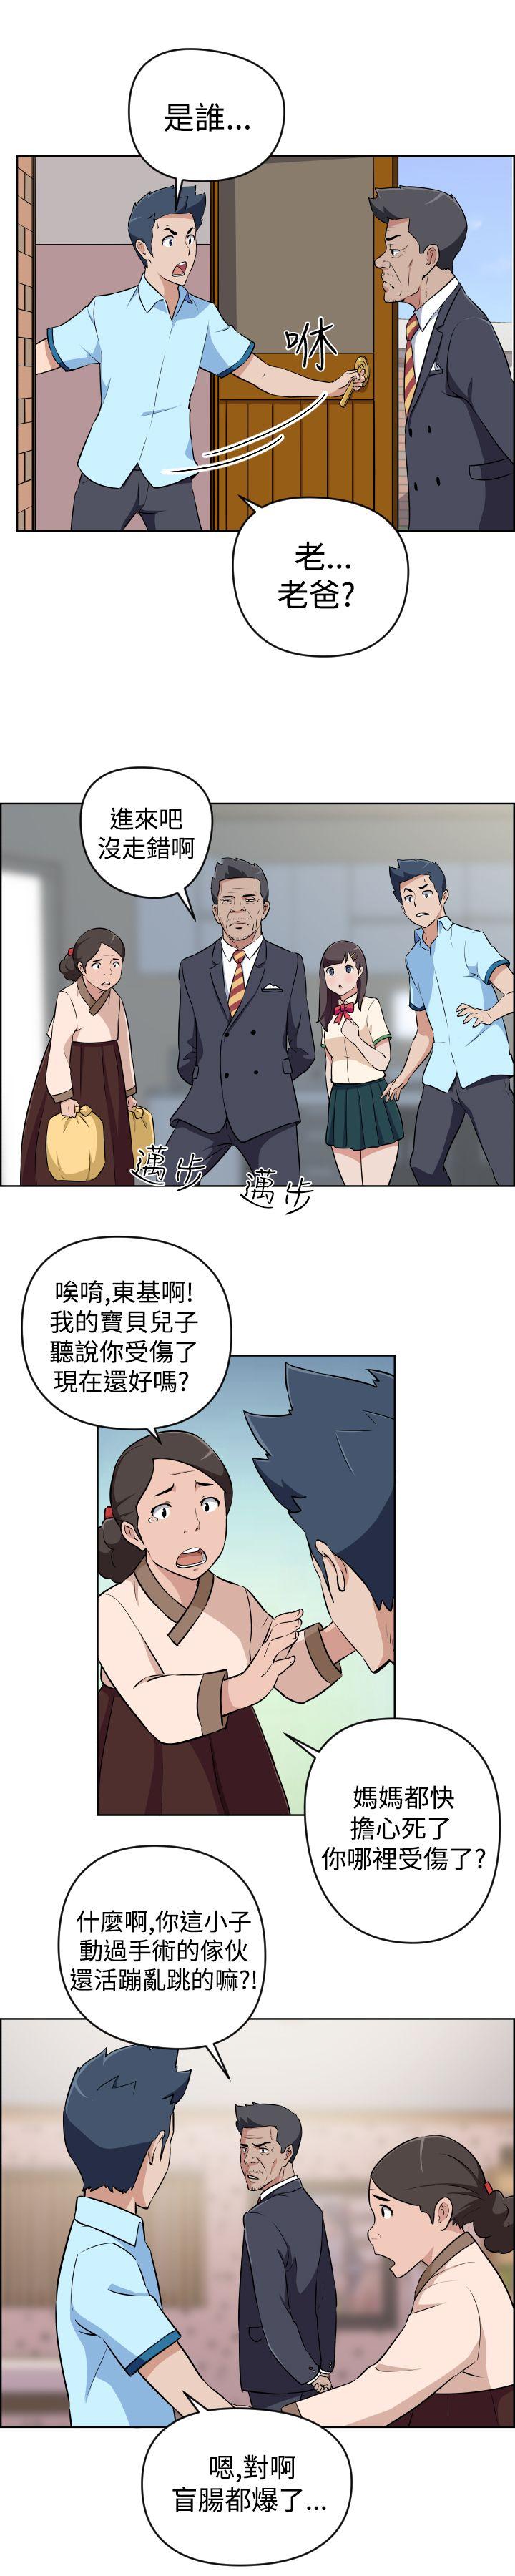 是誰...
咻
老...
老爸?
進來吧
沒走錯啊
邁步
邁步
唉唷,東基啊!
我的寶貝兒子
聽說你受傷了
現在還好嗎?
媽媽都快
擔心死了
你哪裡受傷了?
什麼啊,你這小子
動過手術的傢伙
還活蹦亂跳的嘛?!
嗯,對啊
盲腸都爆了...